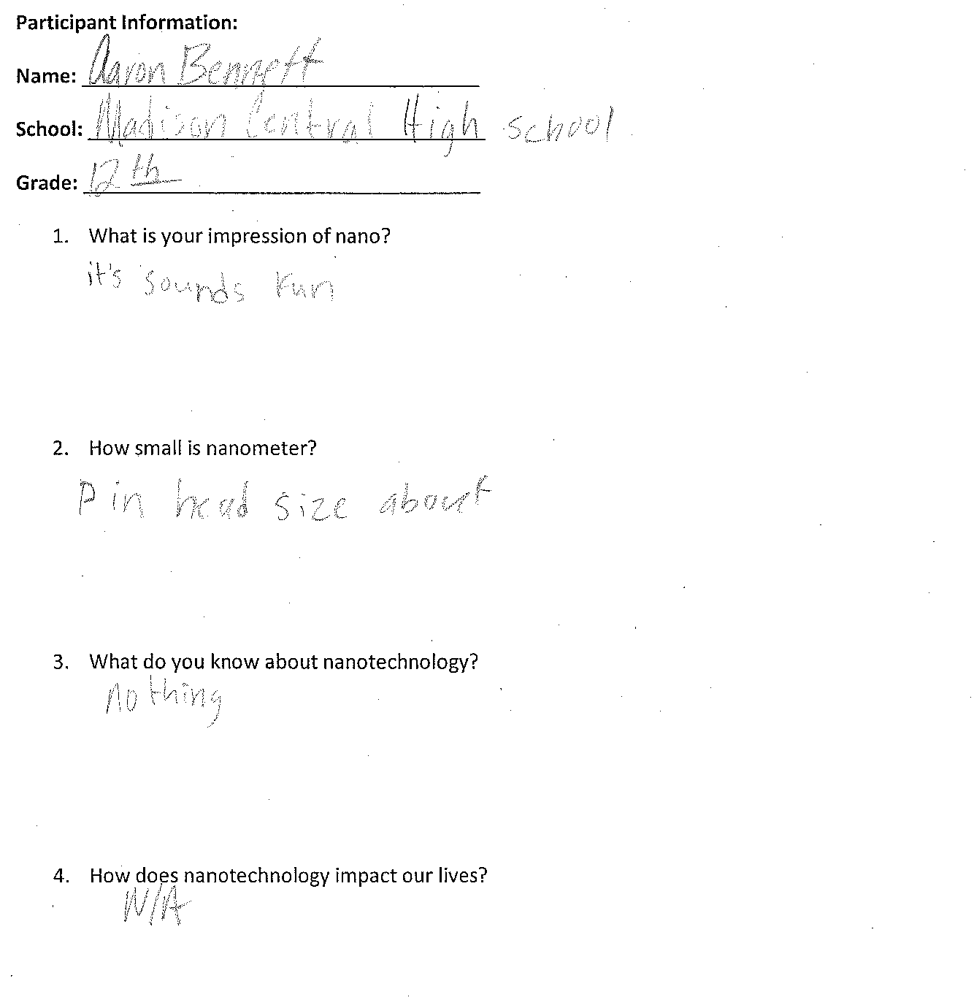 Participant Information:
Name: Aaron Bennett
School: Madison Central High school
Grade: 12th
1. What is your impression of nano?
it's sounds fun
2. How small is nanometer?
Pin head size about
3. What do you know about nanotechnology?
nothing
4. How does nanotechnology impact our lives?
N/A